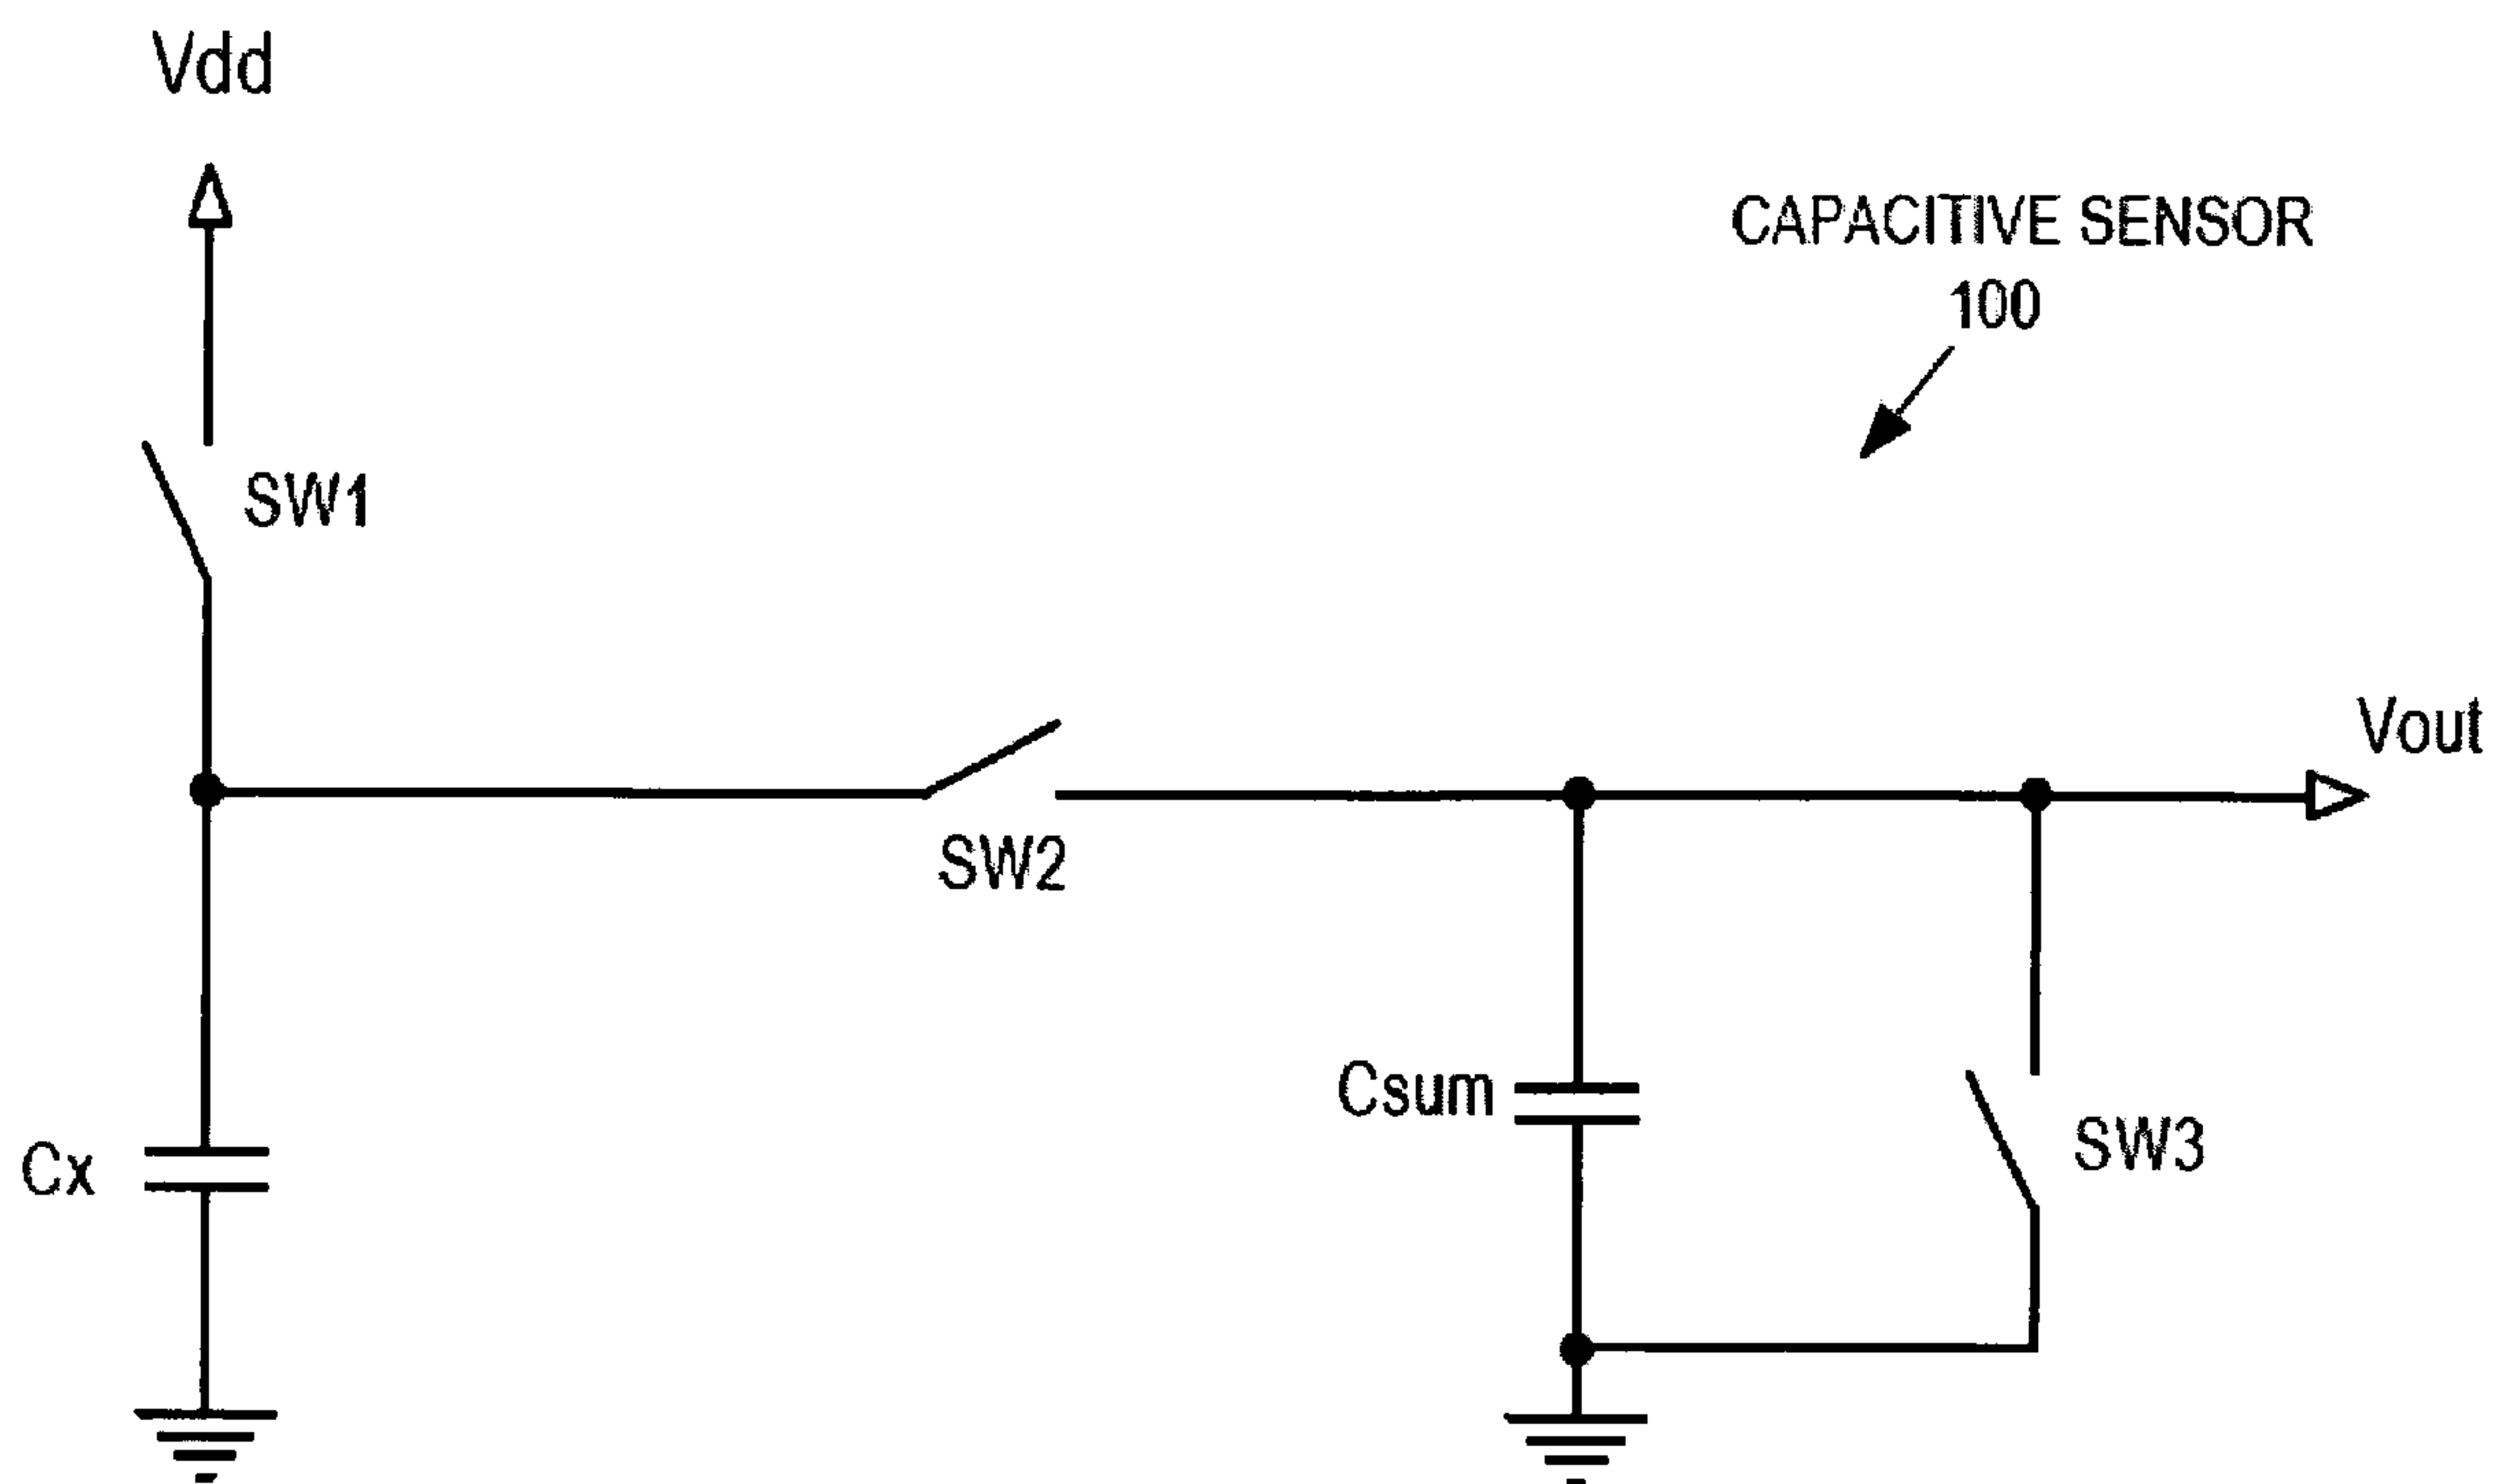 Vdd
CAPACITIVE SENSOR
100
SW1
Vout
SW2
Csum
SW3
Cx